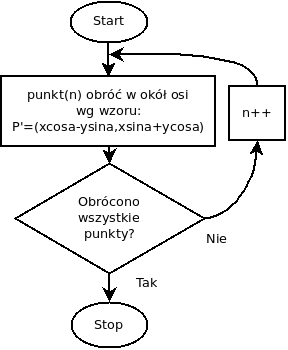 Start
punkt(n) obróć w okół osi
wg wzoru:
P'=(xcosa-ysina,xsina+ycosa)
n++
Obrócono
wszystkie
punkty?
Nie
Tak
Stop